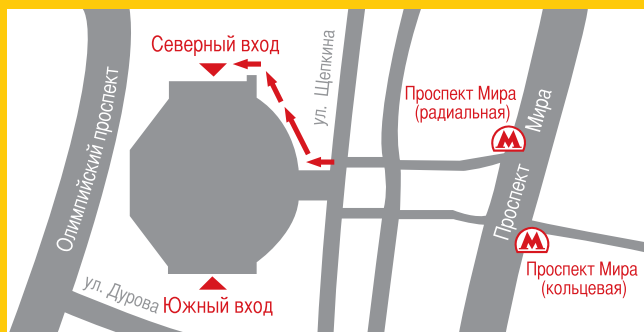 Северный вход
ул. Щепкина
Олимпийский проспект
Проспект Мира
(радиальная)
М
Проспект Мира
М
Проспект Мира
(кольцевая)
ул. Дурова
Южный вход